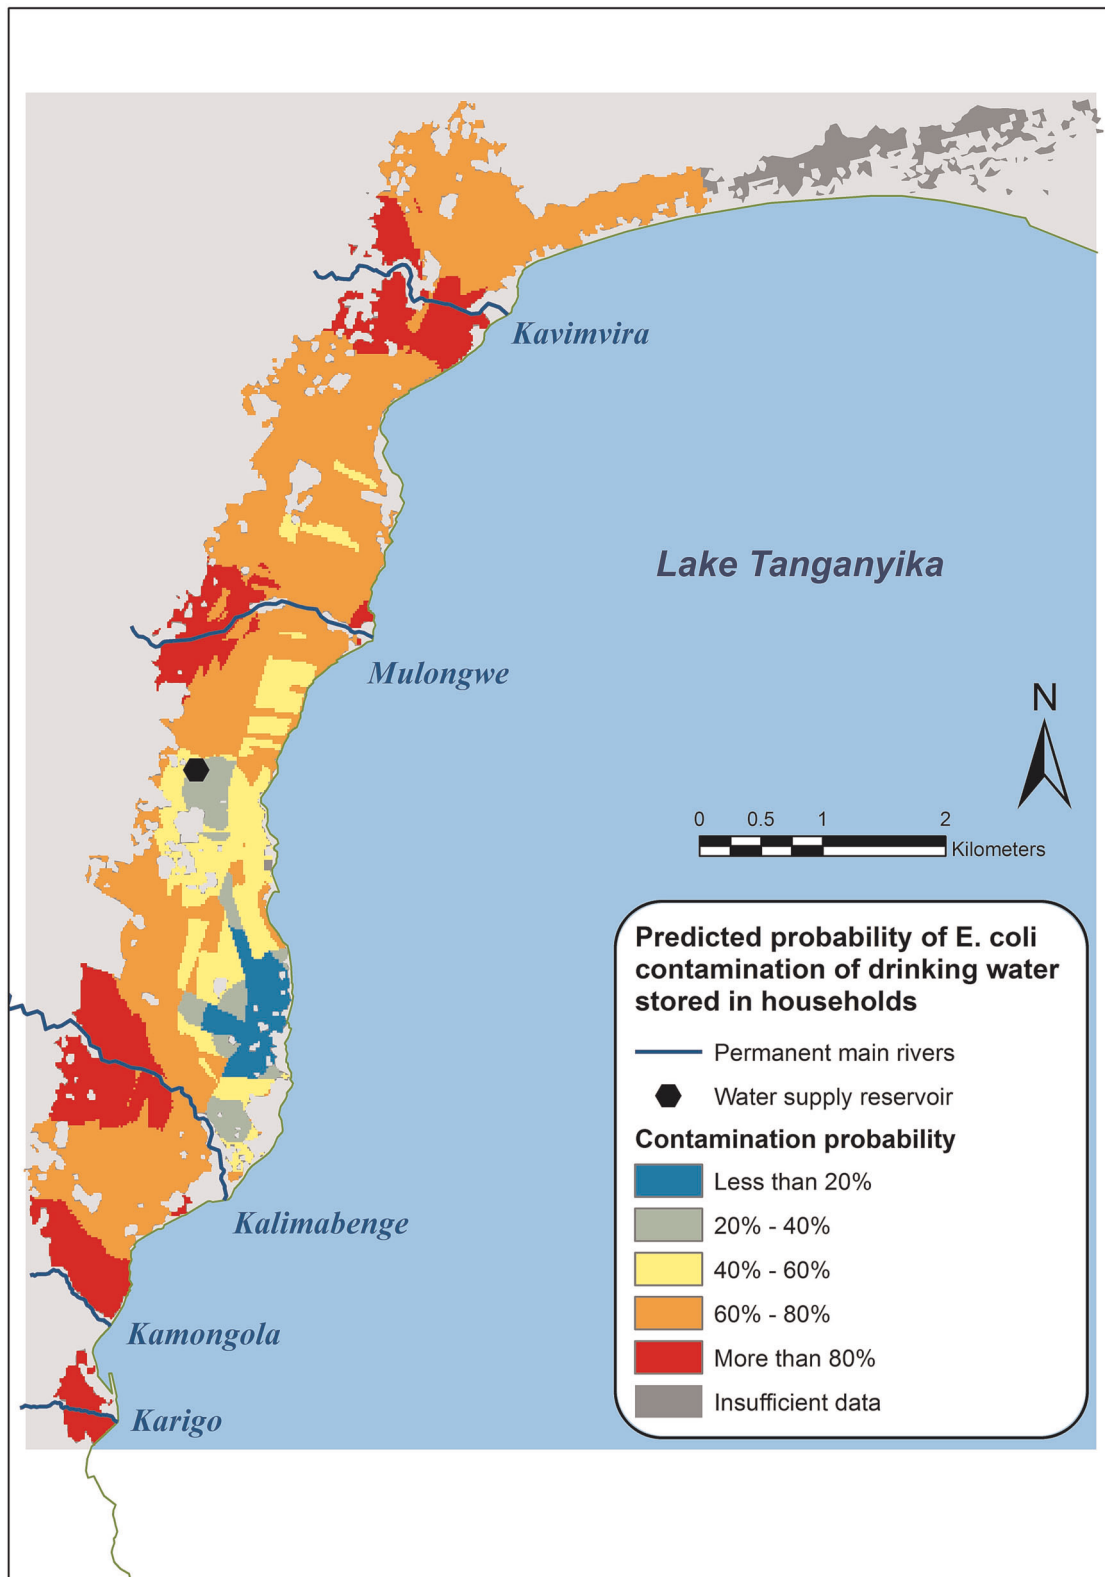 Kavimvira
Lake Tanganyika
Mulongwe
N
0 0.5 1 2
Kilometers
Predicted probability of E. coli
contamination of drinking water
stored in households
Permanent main rivers
Water supply reservoir
Contamination probability
Less than 20%
20% - 40%
40% - 60%
60% - 80%
More than 80%
Insufficient data
Kalimabenge
Kamongola
Karigo